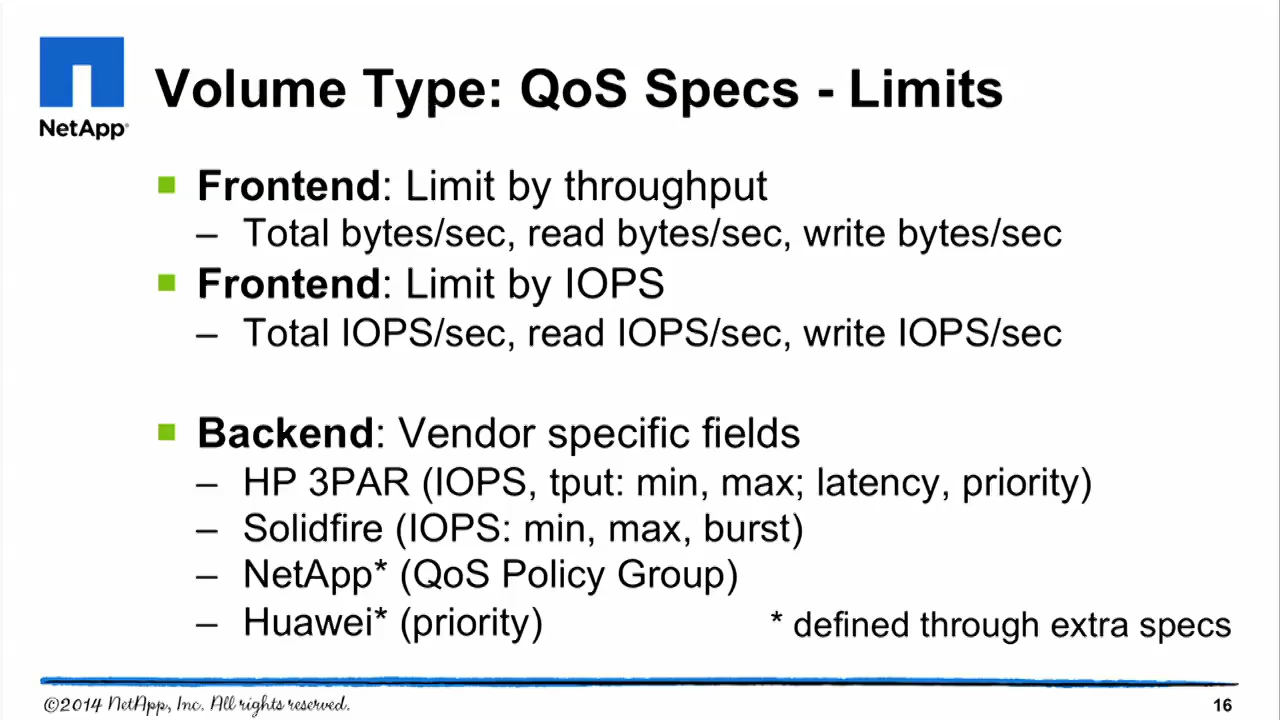 NetApp®
Volume Type: QoS Specs - Limits
Frontend: Limit by throughput
– Total bytes/sec, read bytes/sec, write bytes/sec
Frontend: Limit by IOPS
– Total IOPS/sec, read IOPS/sec, write IOPS/sec
Backend: Vendor specific fields
– HP 3PAR (IOPS, tput: min, max; latency, priority)
– Solidfire (IOPS: min, max, burst)
– NetApp* (QoS Policy Group)
– Huawei* (priority)
* defined through extra specs
©2014 NetApp, Inc. All rights reserved.
16